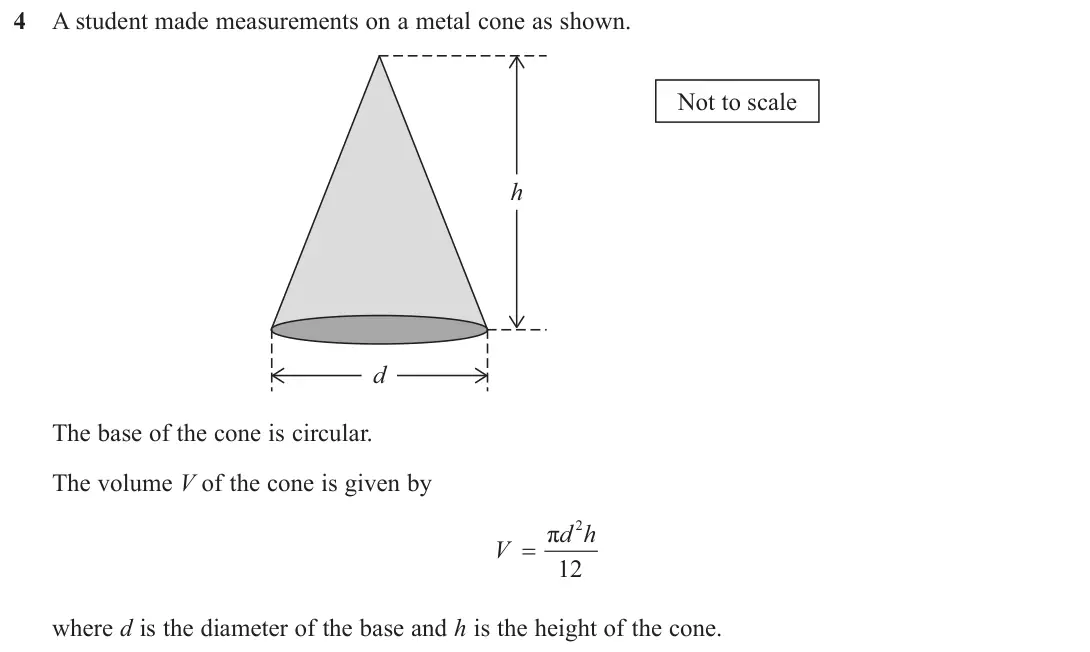 4 A student made measurements on a metal cone as shown.
Not to scale
h
d
The base of the cone is circular.
The volume V of the cone is given by
V = πd²h / 12
where d is the diameter of the base and h is the height of the cone.